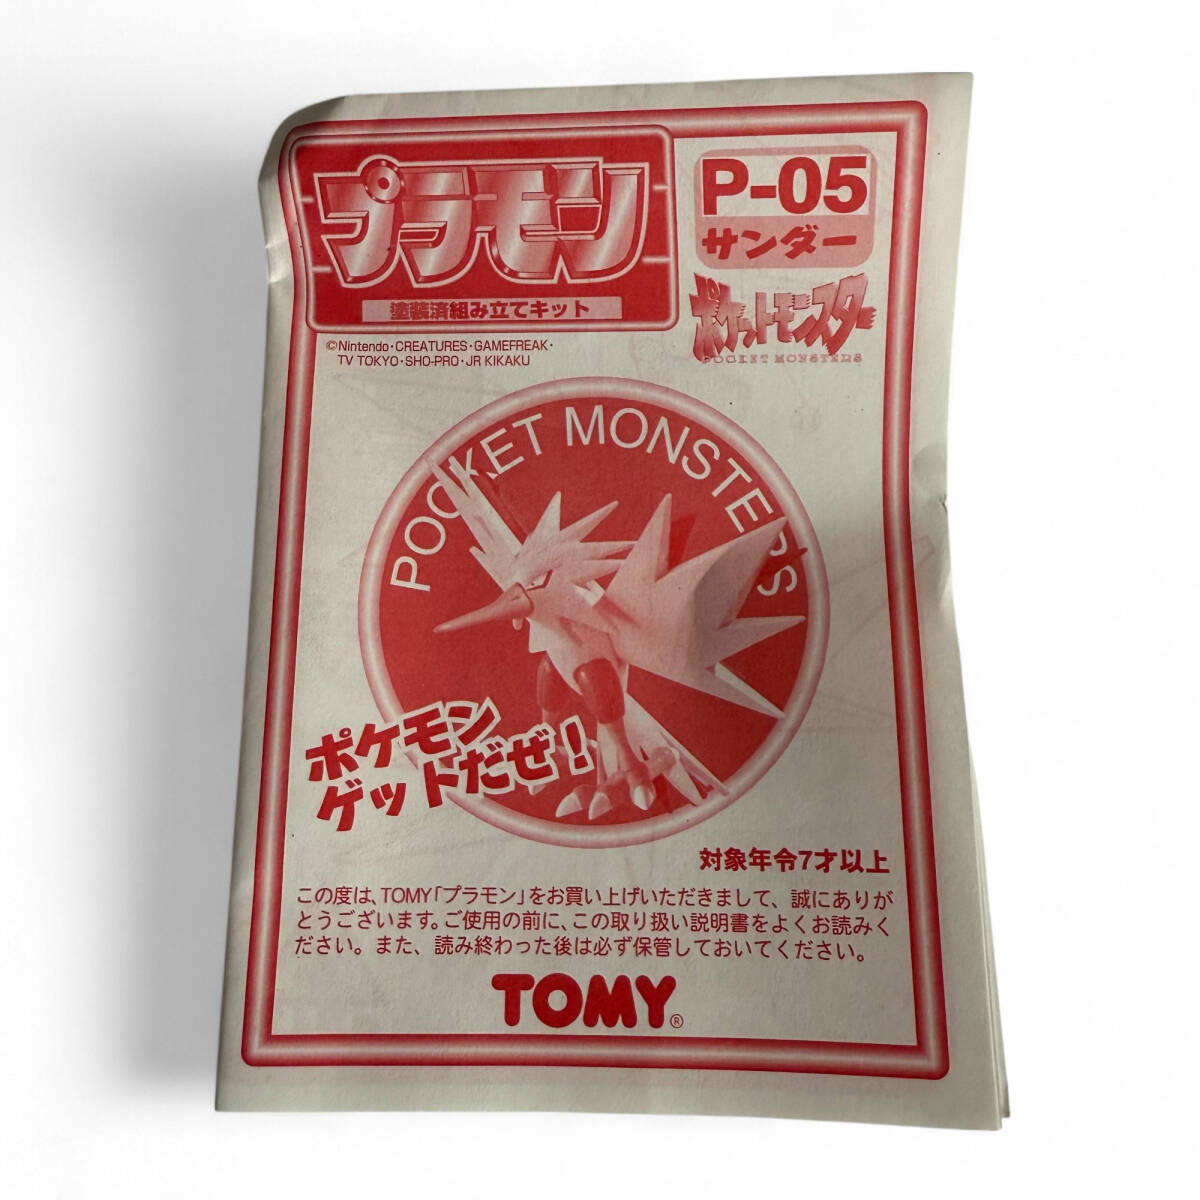 プラモン
塗装済組み立てキット
P-05
サンダー
ポケットモンスター
POCKET MONSTERS
©Nintendo・CREATURES・GAMEFREAK・
TV TOKYO・SHO-PRO・JR KIKAKU
POCKET MONSTERS
ポケモン
ゲットだぜ!
対象年令7才以上
この度は、TOMY「プラモン」をお買い上げいただきまして、誠にありが
とうございます。ご使用の前に、この取り扱い説明書をよくお読みく
ださい。また、読み終わった後は必ず保管しておいてください。
TOMY®